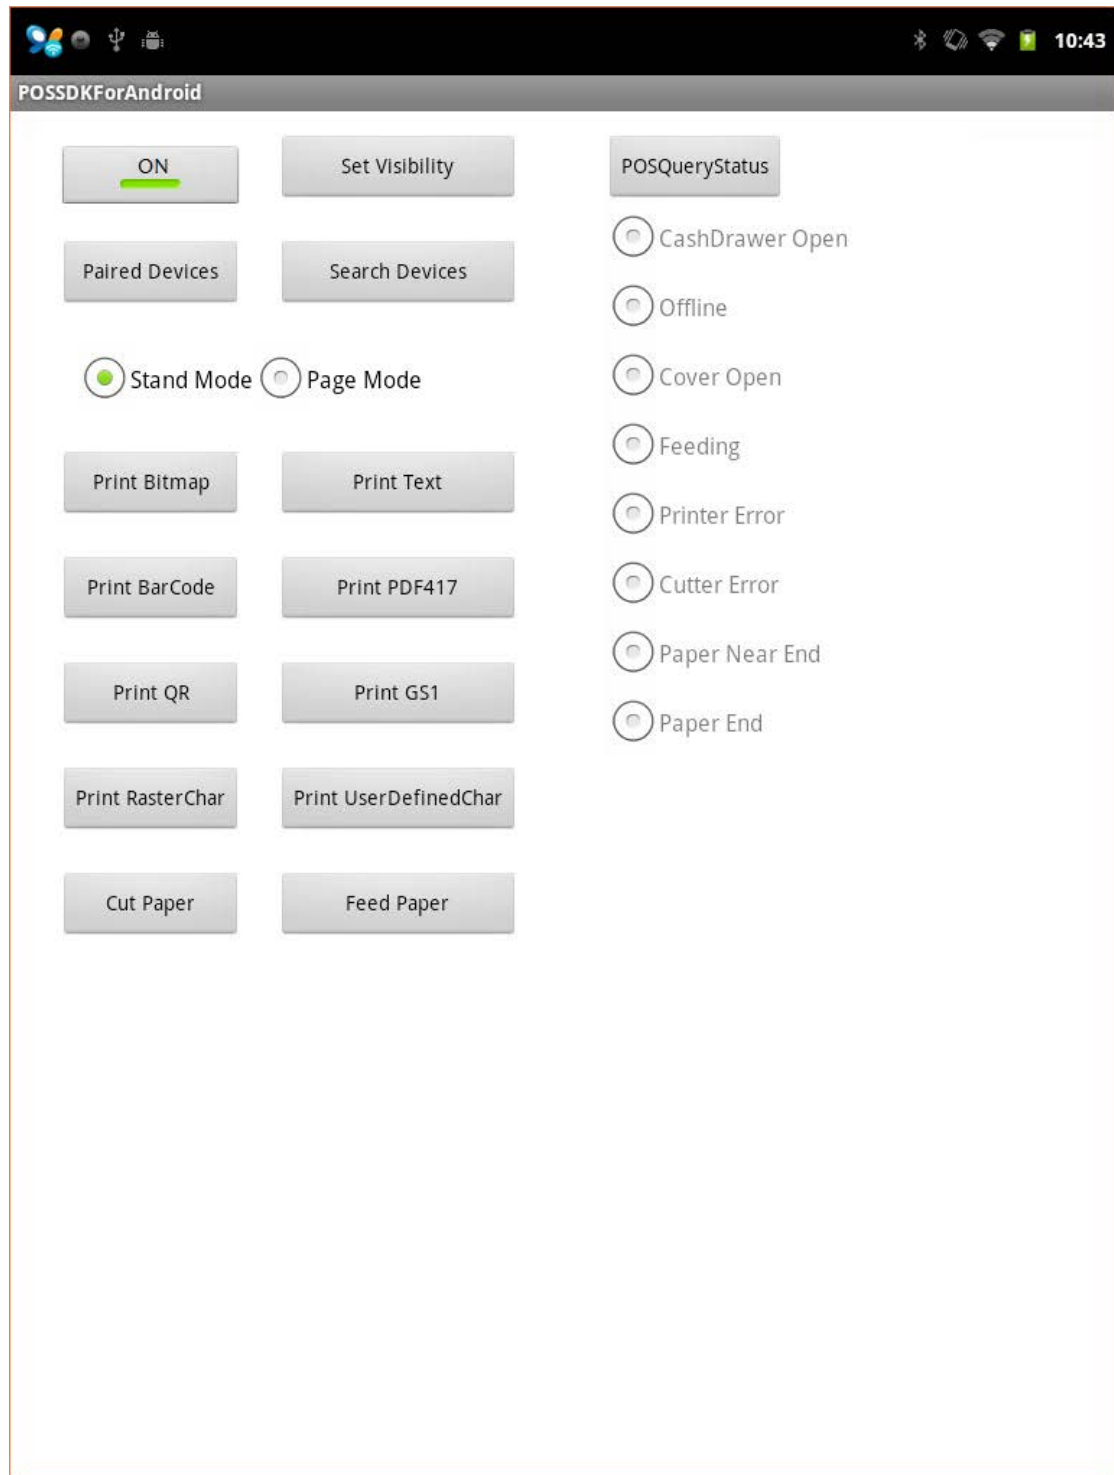 10:43
POSSDKForAndroid
ON
Set Visibility
Paired Devices
Search Devices
Stand Mode
Page Mode
Print Bitmap
Print Text
Print BarCode
Print PDF417
Print QR
Print GS1
Print RasterChar
Print UserDefinedChar
Cut Paper
Feed Paper
POSQueryStatus
CashDrawer Open
Offline
Cover Open
Feeding
Printer Error
Cutter Error
Paper Near End
Paper End